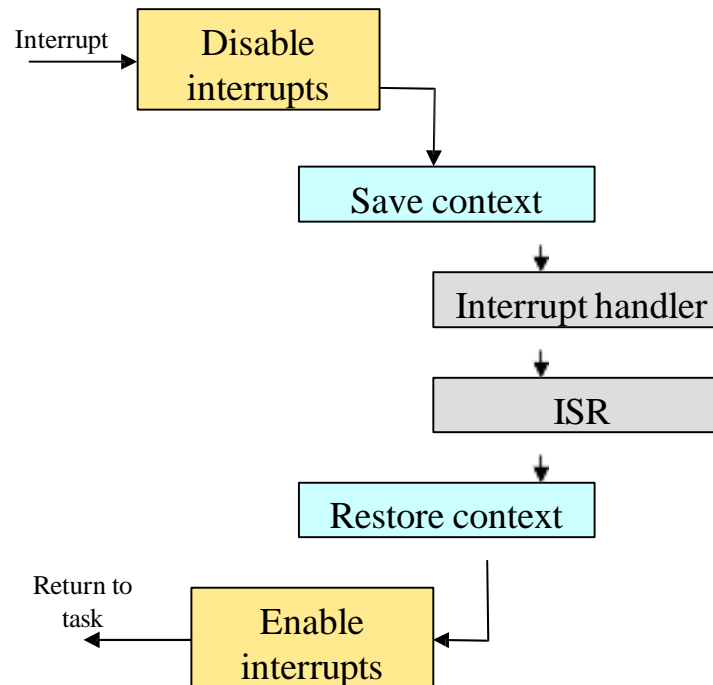 Interrupt
Disable
interrupts
Save context
Interrupt handler
ISR
Restore context
Return to
task
Enable
interrupts